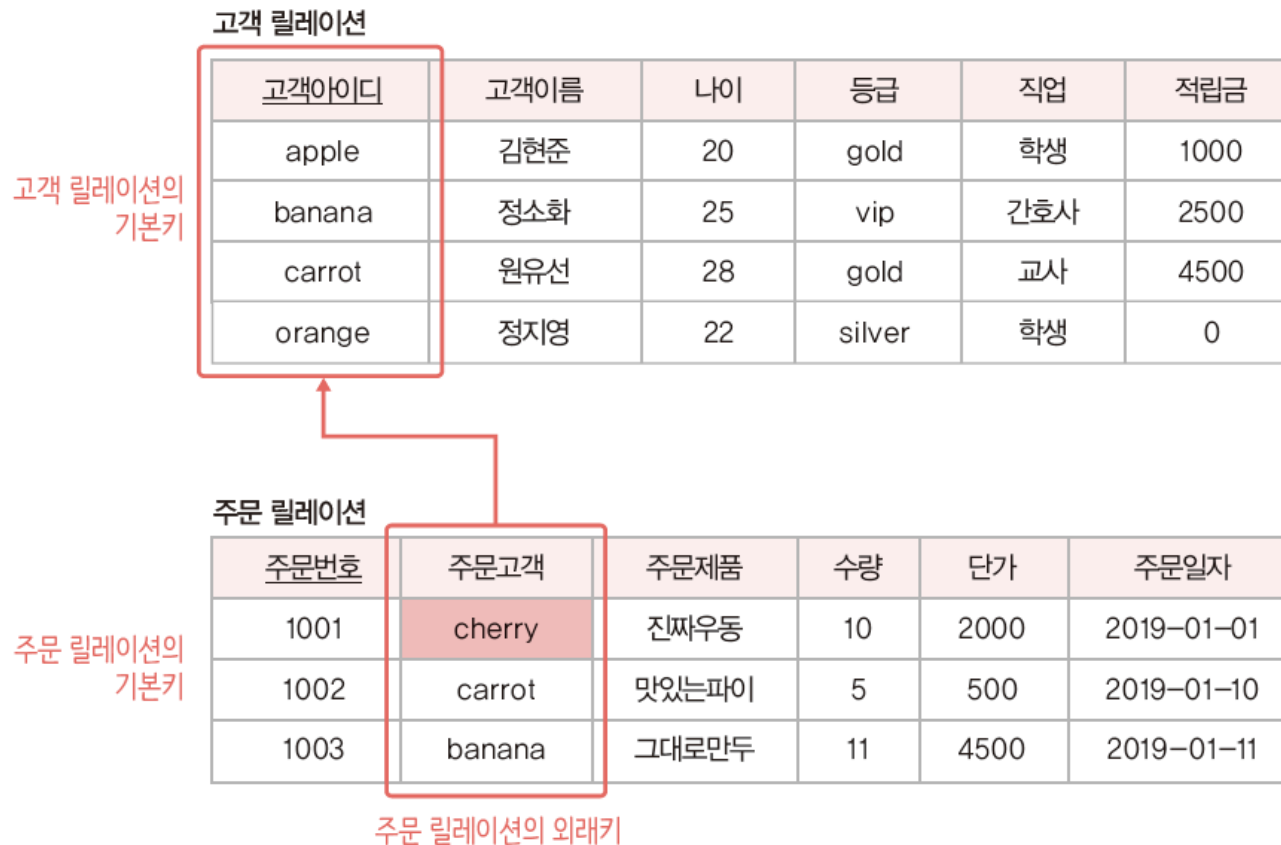 고객 릴레이션
고객아이디 고객이름 나이 등급 직업 적립금
apple 김현준 20 gold 학생 1000
고객 릴레이션의
기본키
banana 정소화 25 vip 간호사 2500
carrot 원유선 28 gold 교사 4500
orange 정지영 22 silver 학생 0
주문 릴레이션
주문번호 주문고객 주문제품 수량 단가 주문일자
1001 cherry 진짜우동 10 2000 2019-01-01
주문 릴레이션의
기본키
1002 carrot 맛있는파이 5 500 2019-01-10
1003 banana 그대로만두 11 4500 2019-01-11
주문 릴레이션의 외래키